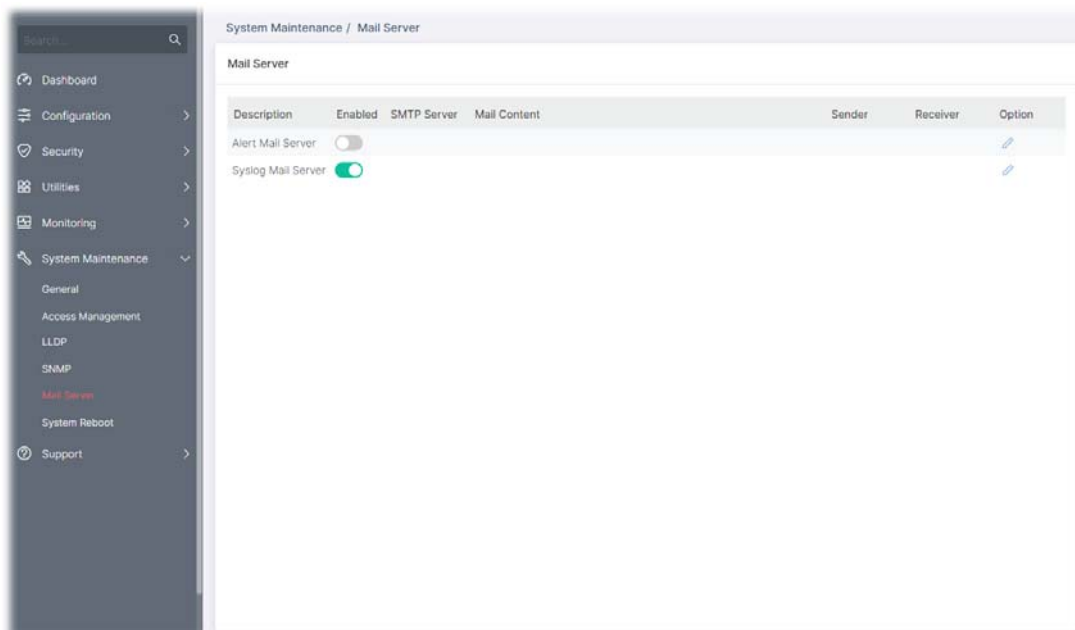 Search...
Dashboard
Configuration
Security
Utilities
Monitoring
System Maintenance
General
Access Management
LLDP
SNMP
Mail Server
System Reboot
Support
System Maintenance / Mail Server
Mail Server
Description Enabled SMTP Server Mail Content Sender Receiver Option
Alert Mail Server
Syslog Mail Server